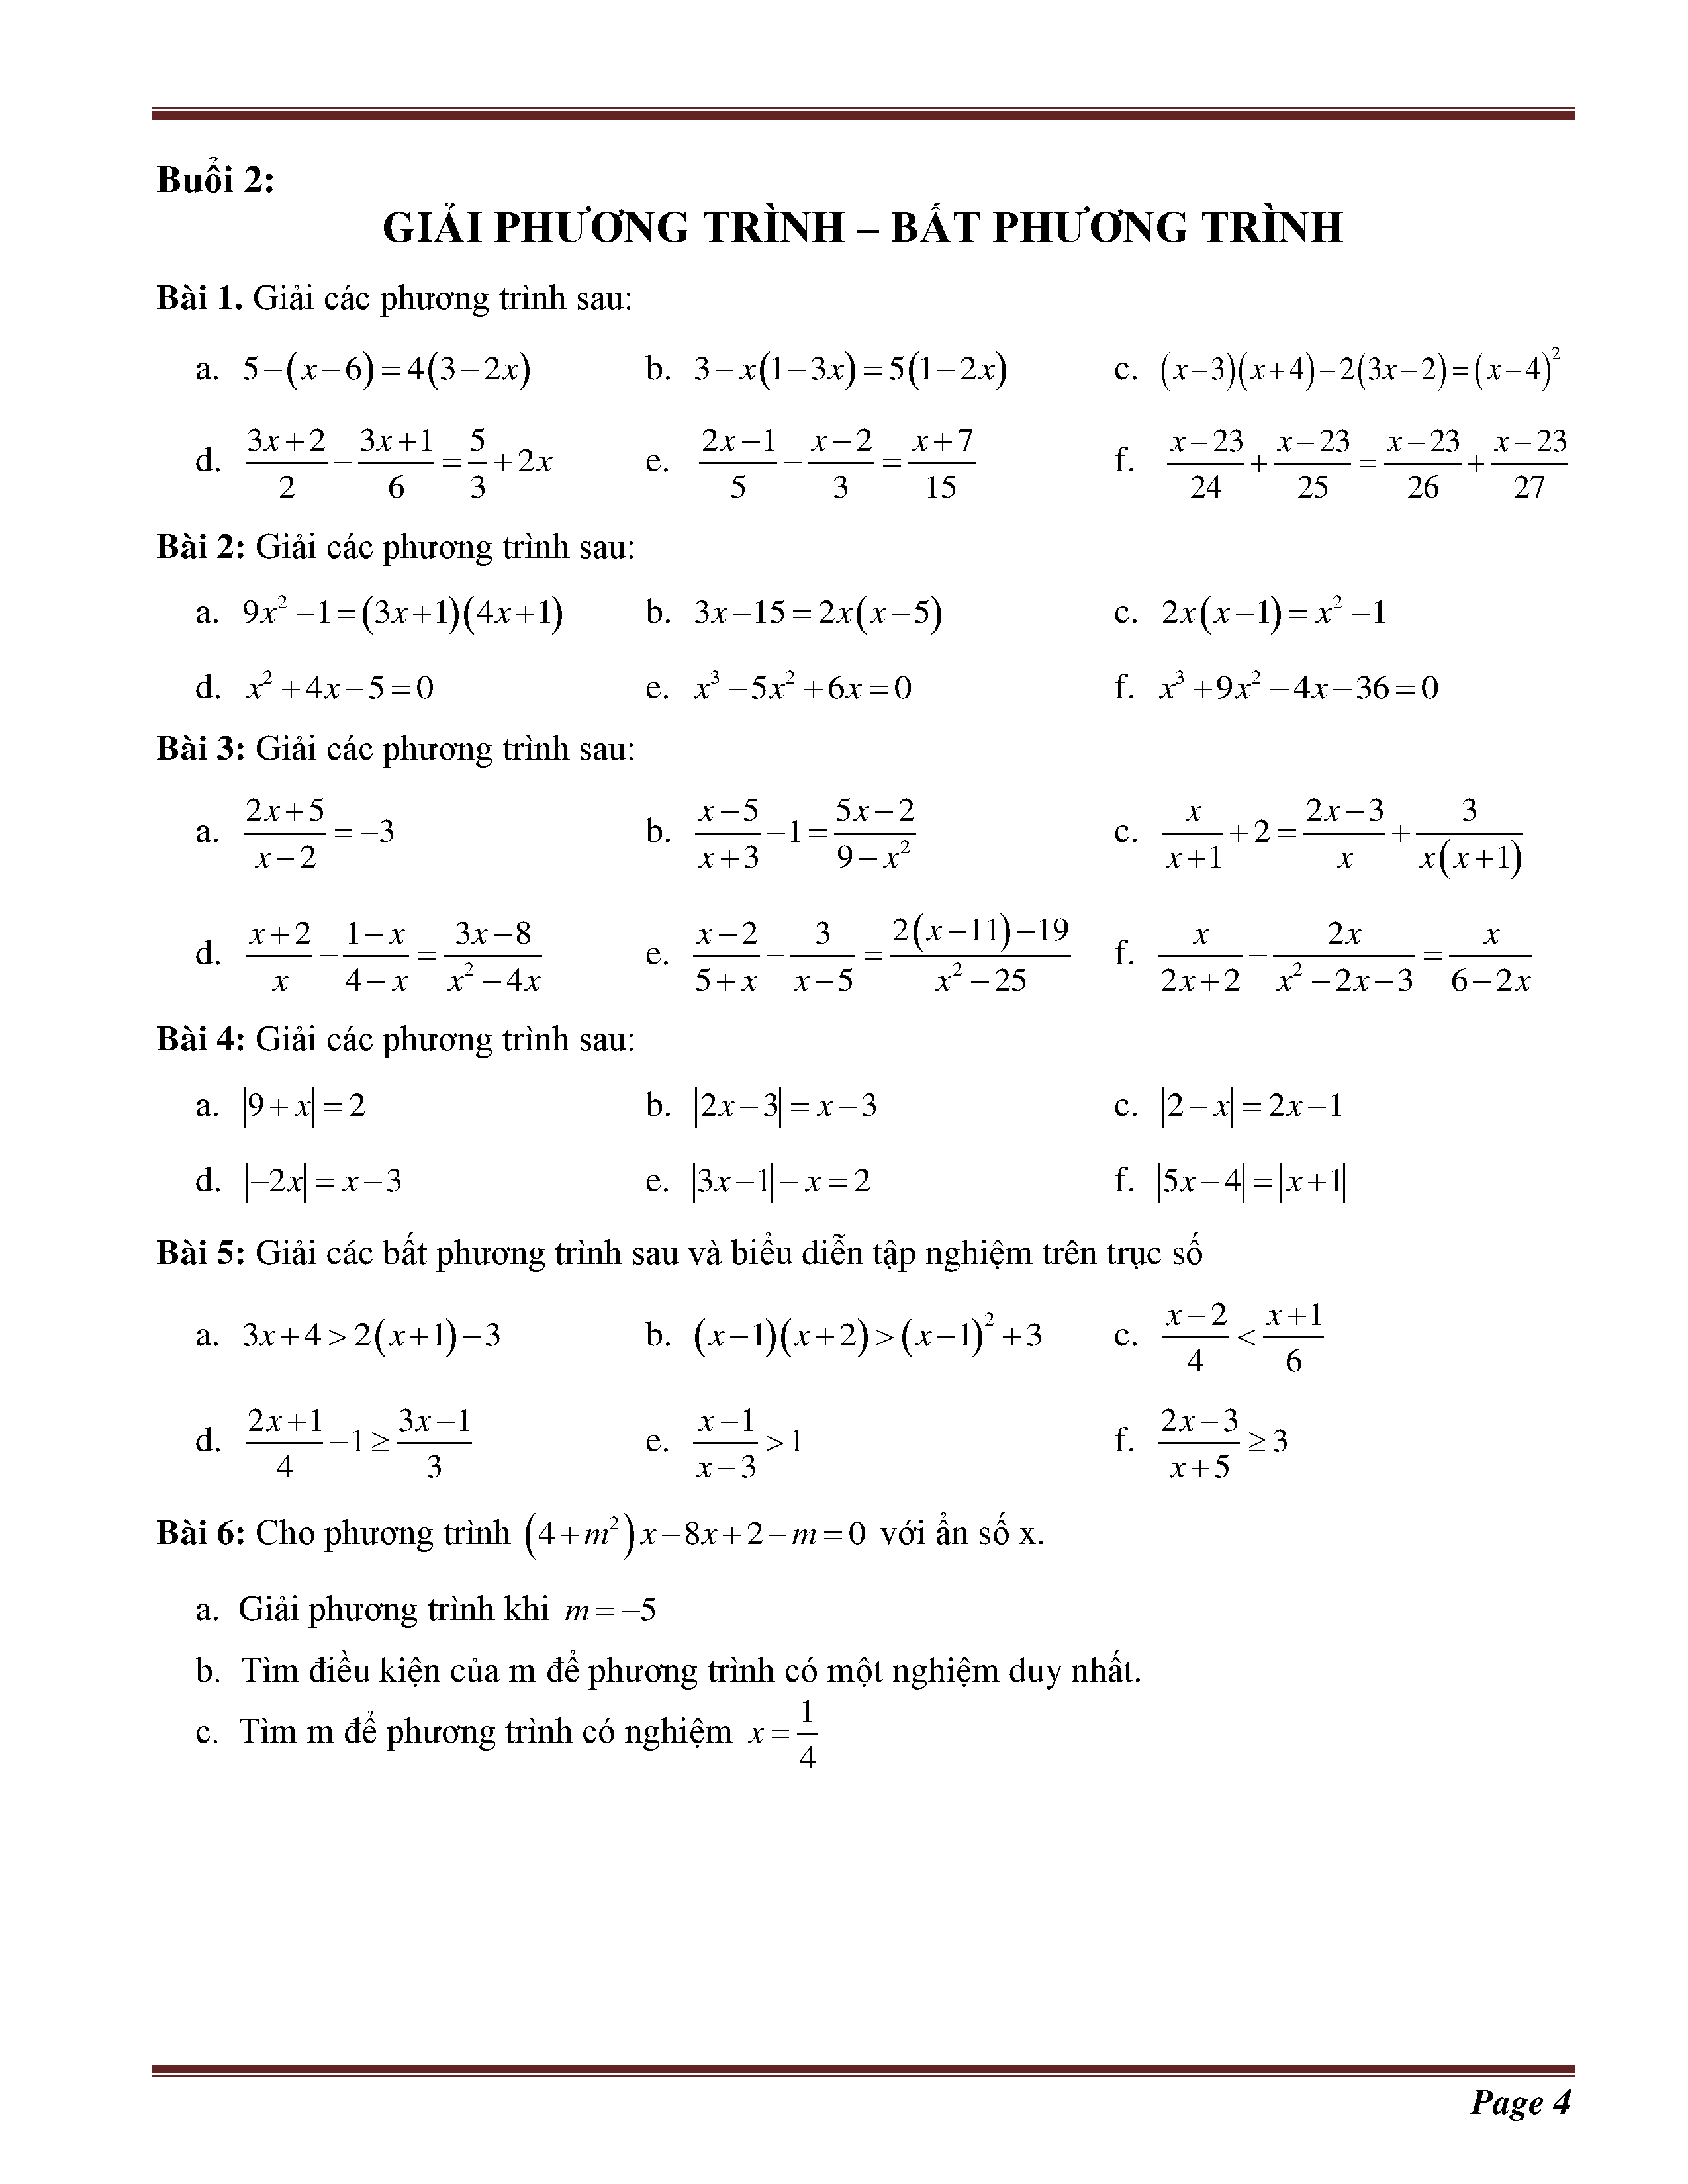 Buổi 2:
GIẢI PHƯƠNG TRÌNH – BẤT PHƯƠNG TRÌNH
Bài 1. Giải các phương trình sau:
a. $5-(x-6)=4(3-2x)$ b. $3-x(1-3x)=5(1-2x)$ c. $(x-3)(x+4)-2(3x-2)=(x-4)^2$
d. $\frac{3x+2}{2}-\frac{3x+1}{6}=\frac{5}{3}+2x$ e. $\frac{2x-1}{5}-\frac{x-2}{3}=\frac{x+7}{15}$ f. $\frac{x-23}{24}+\frac{x-23}{25}=\frac{x-23}{26}+\frac{x-23}{27}$
Bài 2: Giải các phương trình sau:
a. $9x^2-1=(3x+1)(4x+1)$ b. $3x-15=2x(x-5)$ c. $2x(x-1)=x^2-1$
d. $x^2+4x-5=0$ e. $x^3-5x^2+6x=0$ f. $x^3+9x^2-4x-36=0$
Bài 3: Giải các phương trình sau:
a. $\frac{2x+5}{x-2}=-3$ b. $\frac{x-5}{x+3}-1=\frac{5x-2}{9-x^2}$ c. $\frac{x}{x+1}+2=\frac{2x-3}{x}+\frac{3}{x(x+1)}$
d. $\frac{x+2}{x}-\frac{1-x}{4-x}=\frac{3x-8}{x^2-4x}$ e. $\frac{x-2}{5+x}-\frac{3}{x-5}=\frac{2(x-11)-19}{x^2-25}$ f. $\frac{x}{2x+2}-\frac{2x}{x^2-2x-3}=\frac{x}{6-2x}$
Bài 4: Giải các phương trình sau:
a. $|9+x|=2$ b. $|2x-3|=x-3$ c. $|2-x|=2x-1$
d. $|-2x|=x-3$ e. $|3x-1|-x=2$ f. $|5x-4|=|x+1|$
Bài 5: Giải các bất phương trình sau và biểu diễn tập nghiệm trên trục số
a. $3x+4>2(x+1)-3$ b. $(x-1)(x+2)>(x-1)^2+3$ c. $\frac{x-2}{4}<\frac{x+1}{6}$
d. $\frac{2x+1}{4}-1\ge\frac{3x-1}{3}$ e. $\frac{x-1}{x-3}>1$ f. $\frac{2x-3}{x+5}\ge3$
Bài 6: Cho phương trình $(4+m^2)x-8x+2-m=0$ với ẩn số x.
a. Giải phương trình khi $m=-5$
b. Tìm điều kiện của m để phương trình có một nghiệm duy nhất.
c. Tìm m để phương trình có nghiệm $x=\frac{1}{4}$
Page 4